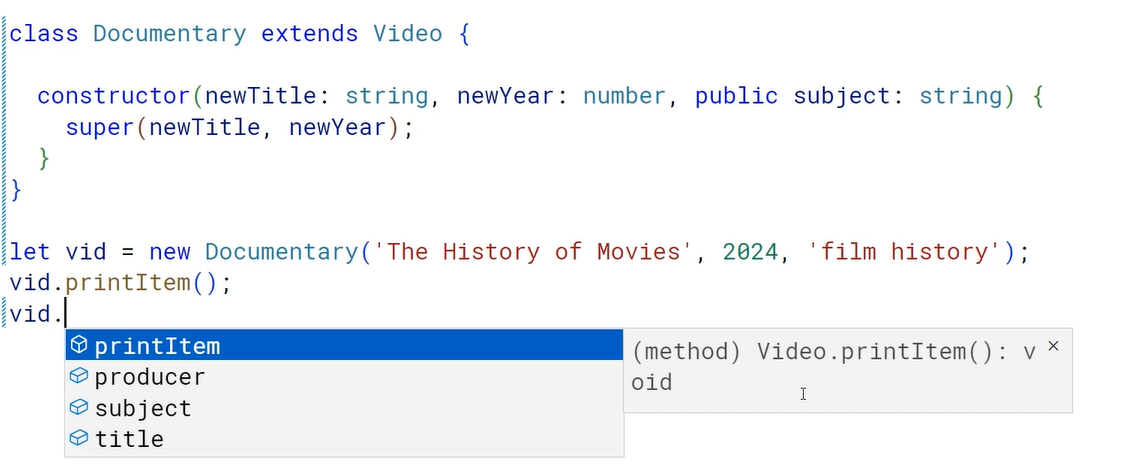 class Documentary extends Video {
constructor(newTitle: string, newYear: number, public subject: string) {
super(newTitle, newYear);
}
}
let vid = new Documentary('The History of Movies', 2024, 'film history');
vid.printItem();
vid.
printItem
producer
subject
title
(method) Video.printItem(): v
oid